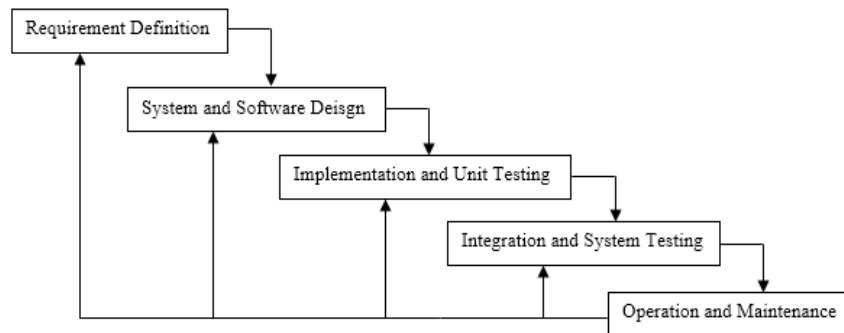 Requirement Definition
System and Software Deisgn
Implementation and Unit Testing
Integration and System Testing
Operation and Maintenance